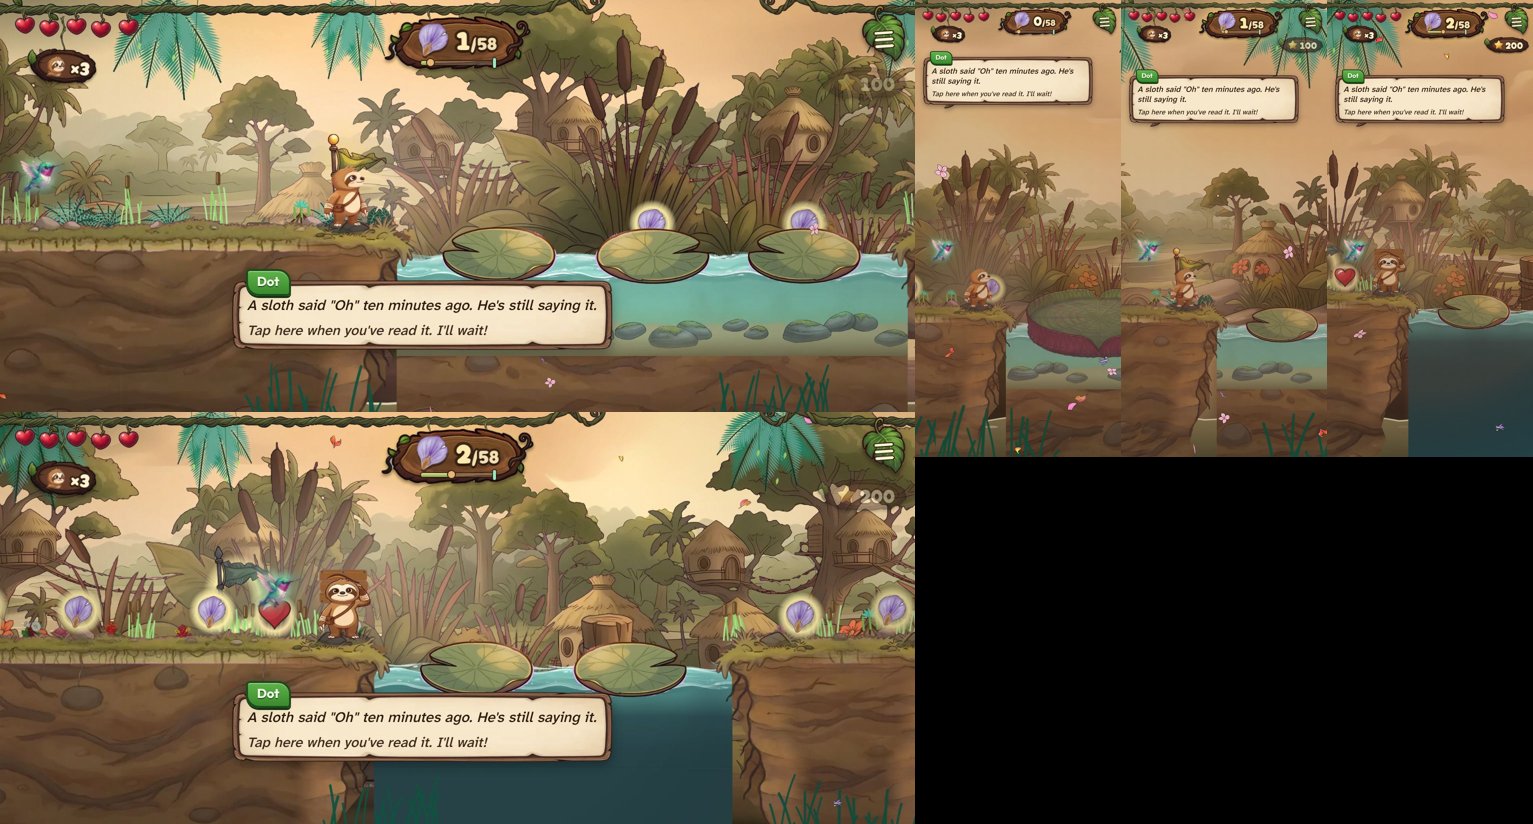 ×3
1/58
100
Dot
A sloth said "Oh" ten minutes ago. He's still saying it.
Tap here when you've read it. I'll wait!
×3
2/58
200
Dot
A sloth said "Oh" ten minutes ago. He's still saying it.
Tap here when you've read it. I'll wait!
×3
0/58
Dot
A sloth said "Oh" ten minutes ago. He's
still saying it.
Tap here when you've read it. I'll wait!
×3
1/58
100
Dot
A sloth said "Oh" ten minutes ago. He's
still saying it.
Tap here when you've read it. I'll wait!
×3
2/58
200
Dot
A sloth said "Oh" ten minutes ago. He's
still saying it.
Tap here when you've read it. I'll wait!